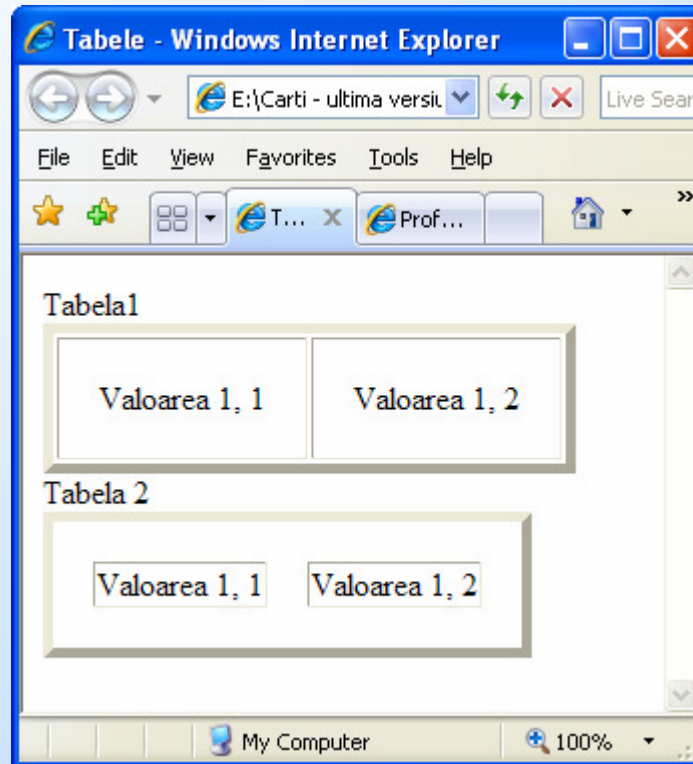 Tabele - Windows Internet Explorer
E:\Carti - ultima versiu
Live Sear
File Edit View Favorites Tools Help
T... Prof...
Tabela1
Valoarea 1, 1 Valoarea 1, 2
Tabela 2
Valoarea 1, 1 Valoarea 1, 2
My Computer 100%